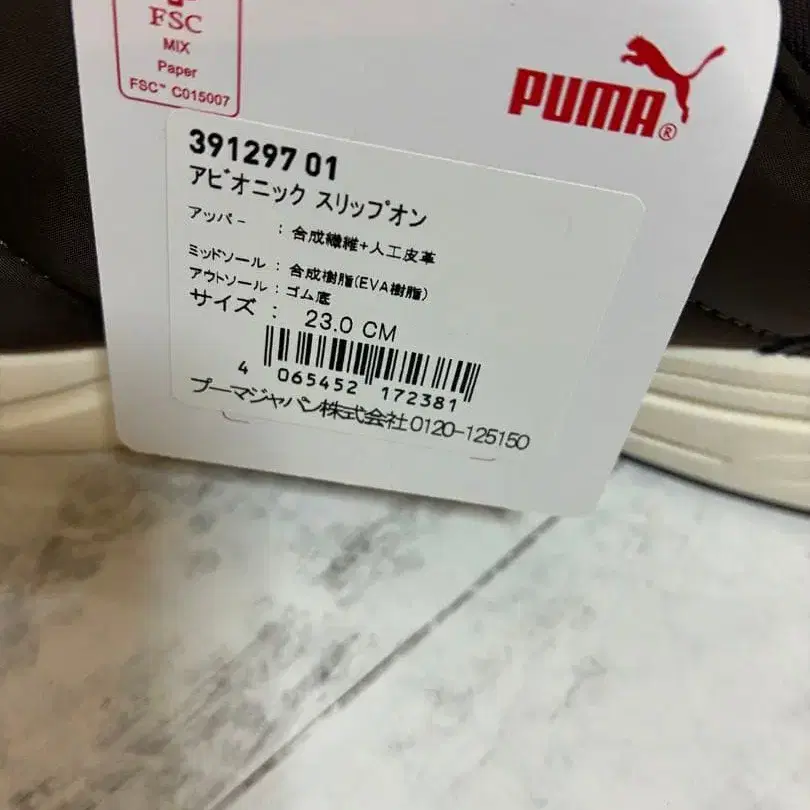 FSC
MIX
Paper
FSC™ C015007
PUMA®
391297 01
アビオニック スリップオン
アッパー : 合成繊維+人工皮革
ミッドソール : 合成樹脂(EVA樹脂)
アウトソール : ゴム底
サイズ : 23.0 CM
4 065452 172381
プーマジャパン株式会社 0120-125150